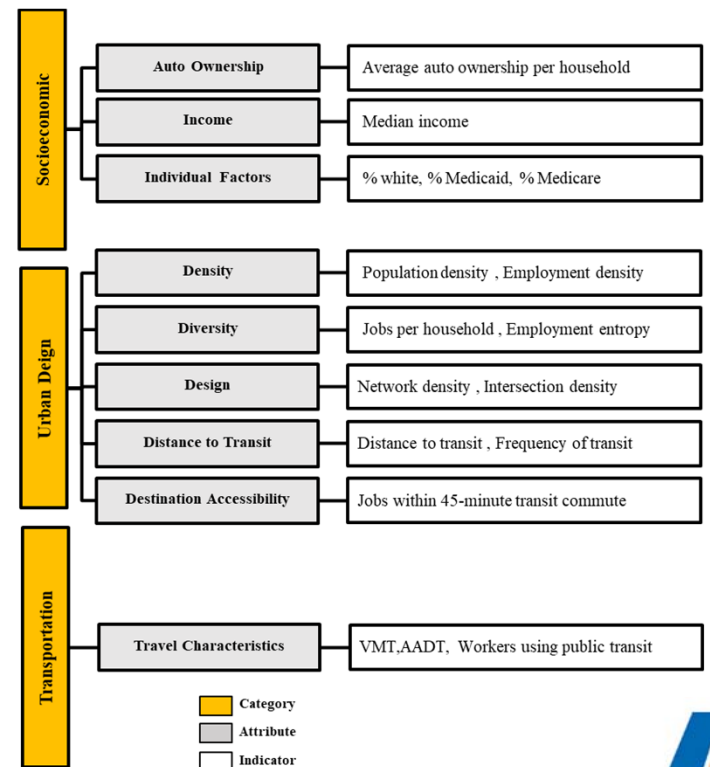 Socioeconomic
Auto Ownership
Average auto ownership per household
Income
Median income
Individual Factors
% white, % Medicaid, % Medicare
Urban Deign
Density
Population density , Employment density
Diversity
Jobs per household , Employment entropy
Design
Network density , Intersection density
Distance to Transit
Distance to transit , Frequency of transit
Destination Accessibility
Jobs within 45-minute transit commute
Transportation
Travel Characteristics
VMT,AADT, Workers using public transit
Category
Attribute
Indicator